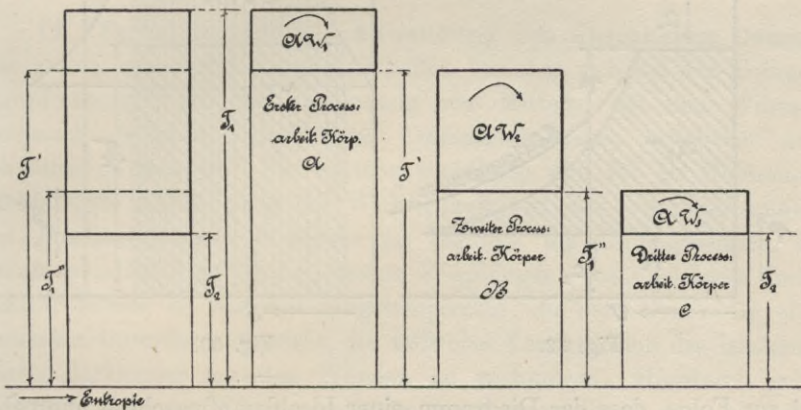 T'
T₁''
T₂
Entropie
T₁
AW₁
Erster Process:
arbeit. Körp.
A
T'
AW₂
Zweiter Process:
arbeit. Körper
B
T₁''
AW₃
Dritter Process:
arbeit. Körper
C
T₂